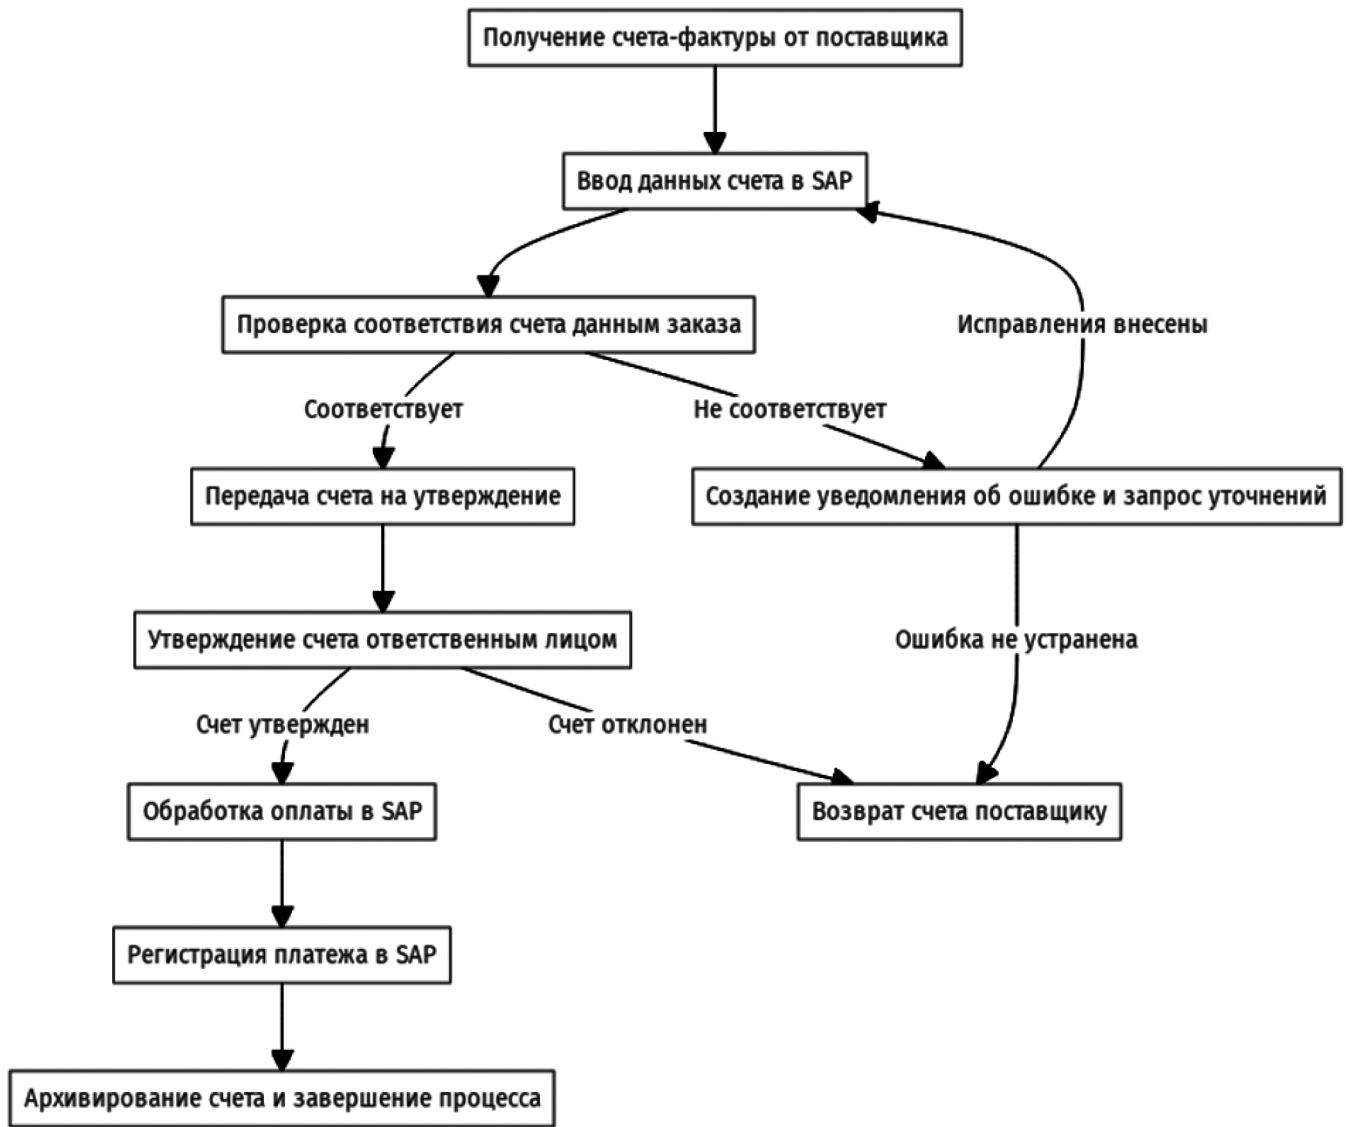 Получение счета-фактуры от поставщика
Ввод данных счета в SAP
Проверка соответствия счета данным заказа
Исправления внесены
Соответствует
Не соответствует
Передача счета на утверждение
Создание уведомления об ошибке и запрос уточнений
Утверждение счета ответственным лицом
Ошибка не устранена
Счет утвержден
Счет отклонен
Обработка оплаты в SAP
Возврат счета поставщику
Регистрация платежа в SAP
Архивирование счета и завершение процесса